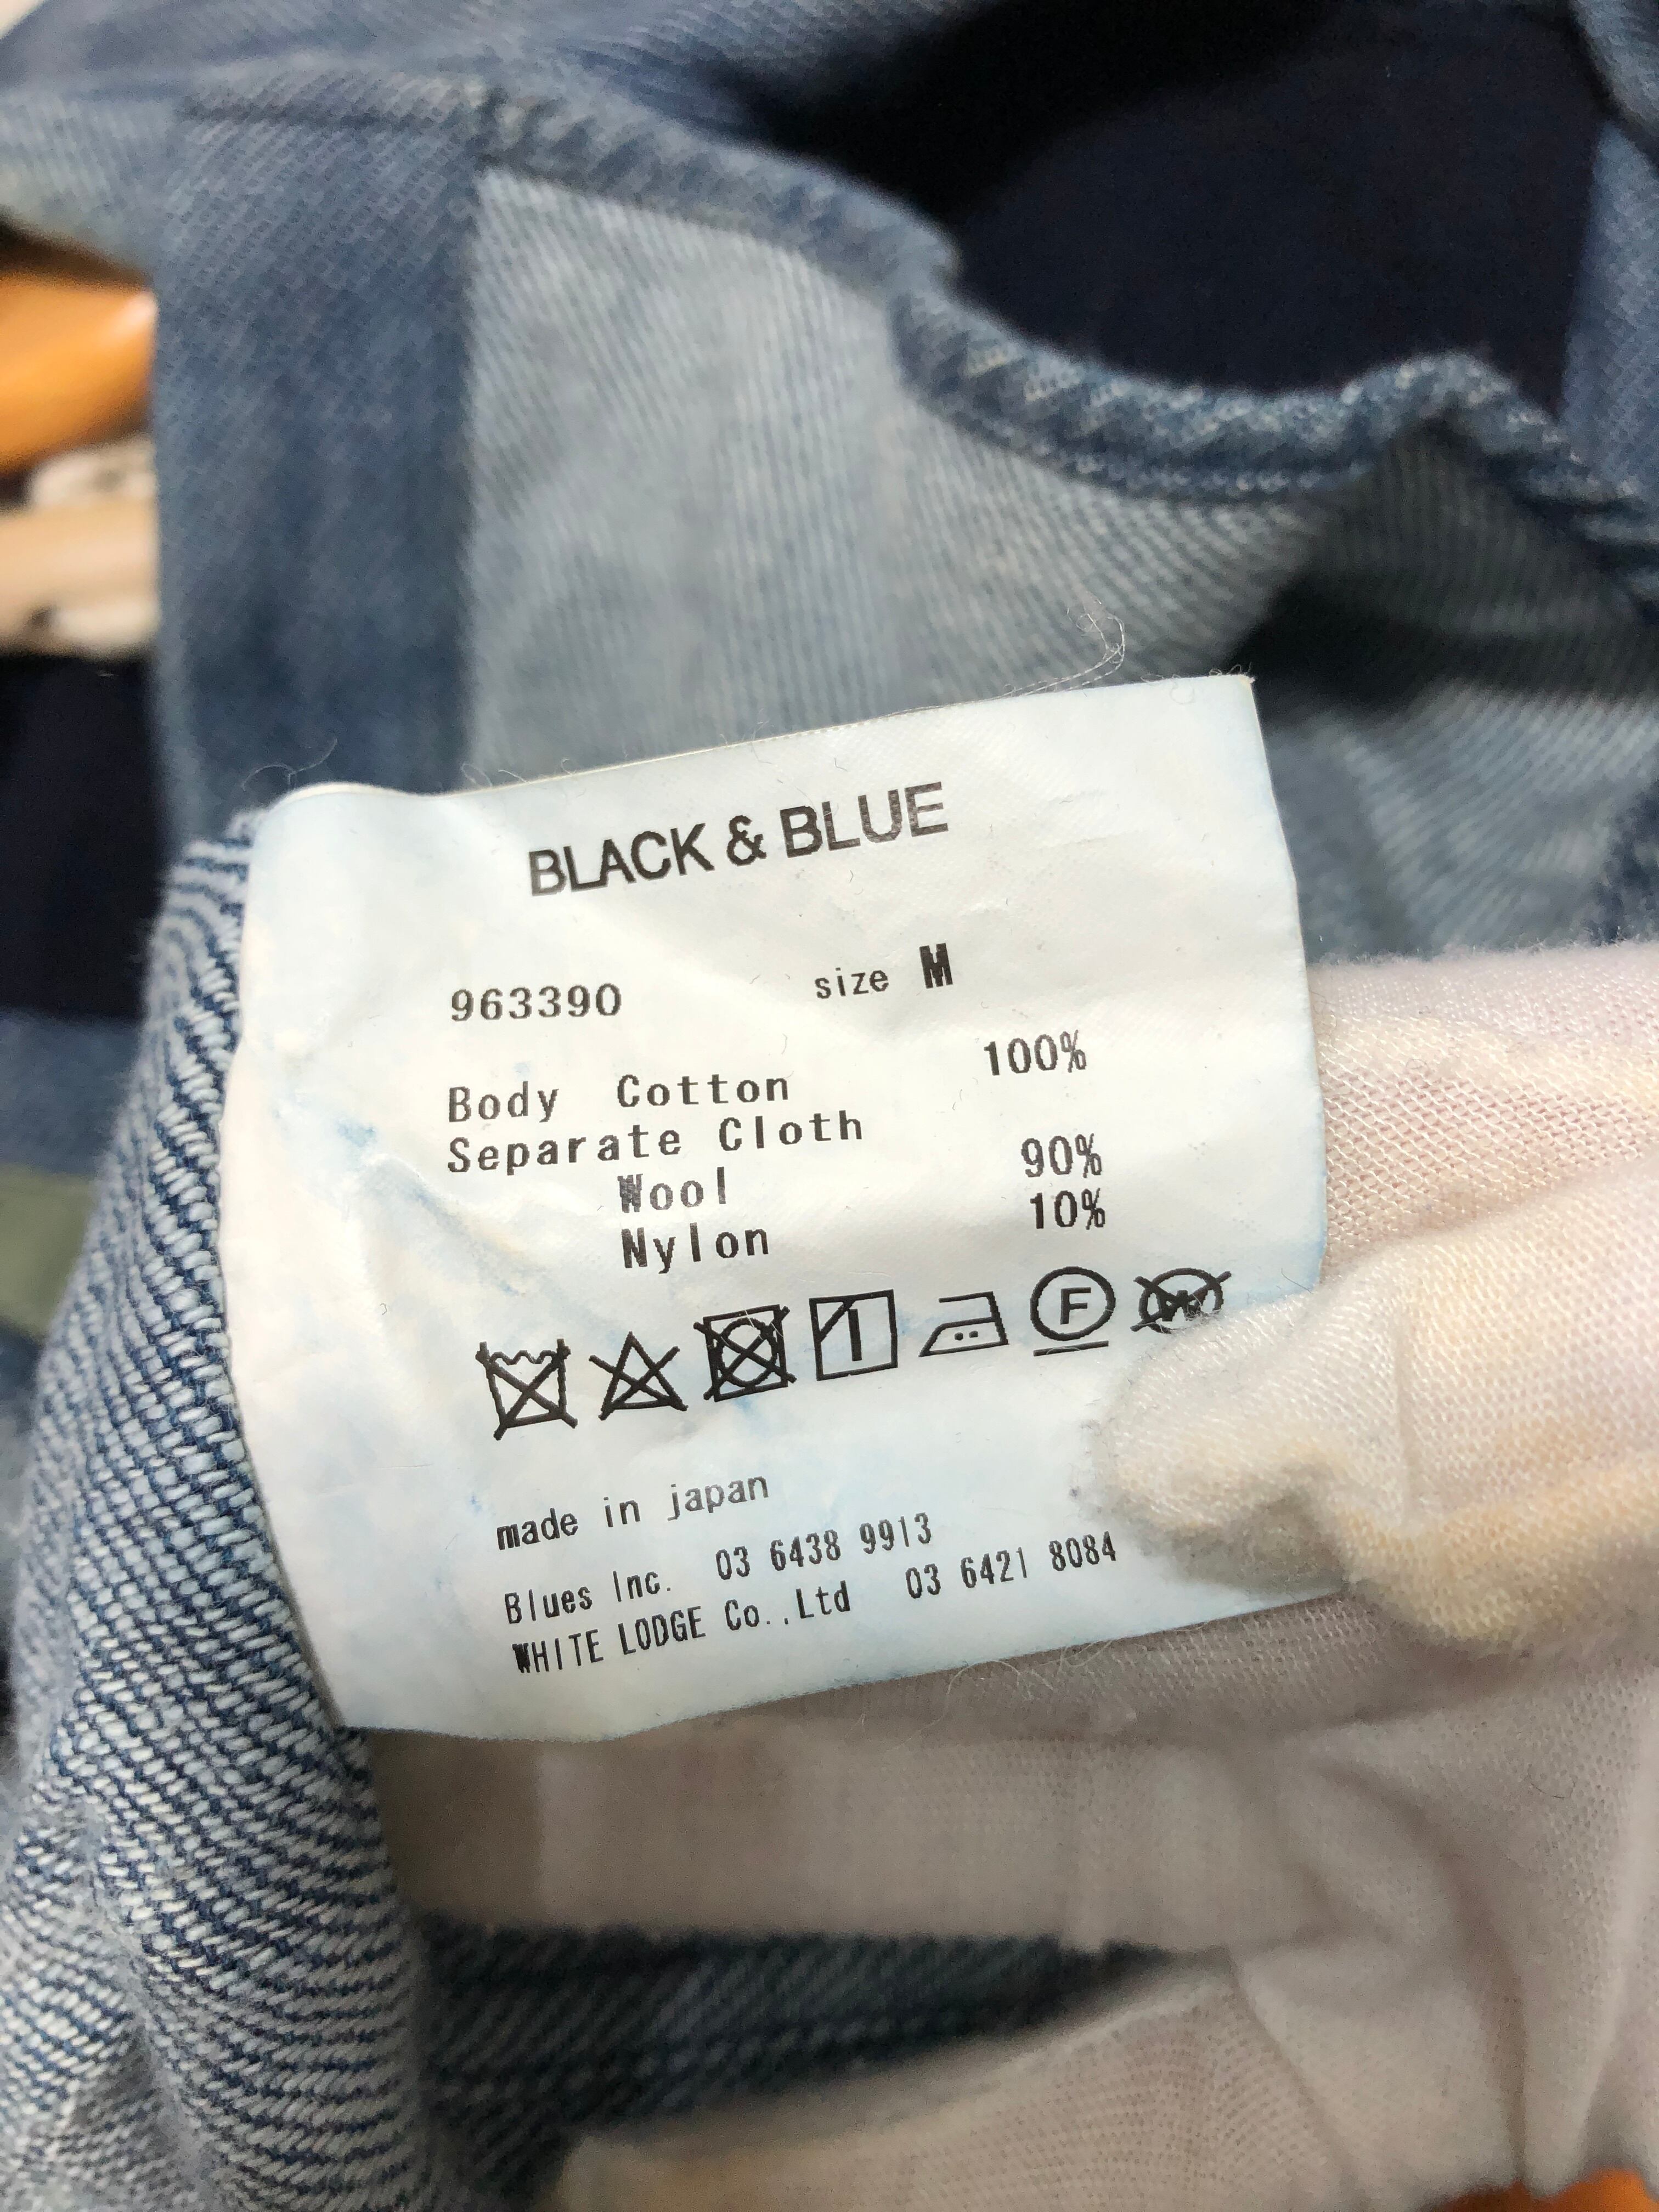 BLACK & BLUE
963390 size M
Body Cotton 100%
Separate Cloth
Wool 90%
Nylon 10%
F W
made in japan
Blues Inc. 03 6438 9913
WHITE LODGE Co.,Ltd 03 6421 8084